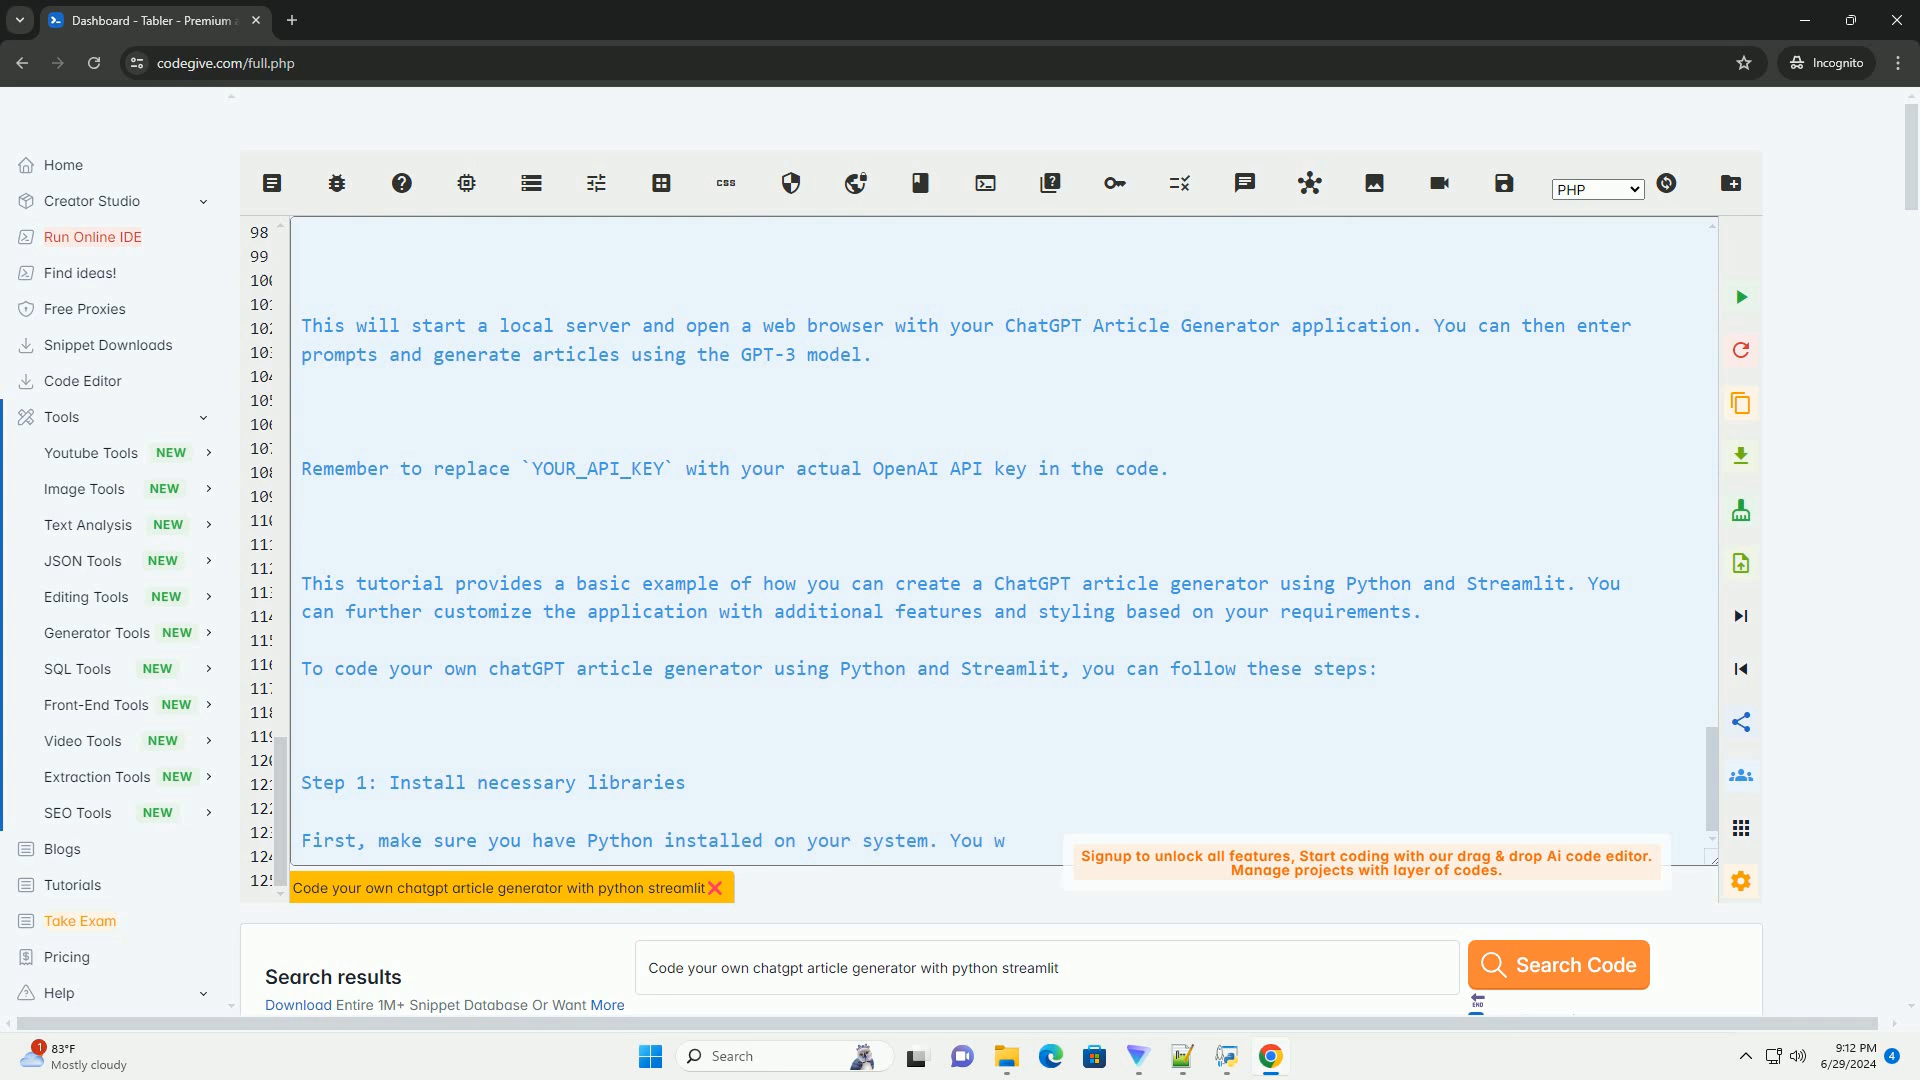 Dashboard - Tabler - Premium
codegive.com/full.php
Incognito
Home
Creator Studio
Run Online IDE
Find ideas!
Free Proxies
Snippet Downloads
Code Editor
Tools
Youtube Tools NEW
Image Tools NEW
Text Analysis NEW
JSON Tools NEW
Editing Tools NEW
Generator Tools NEW
SQL Tools NEW
Front-End Tools NEW
Video Tools NEW
Extraction Tools NEW
SEO Tools NEW
Blogs
Tutorials
Take Exam
Pricing
Help
css
PHP
98
99
This will start a local server and open a web browser with your ChatGPT Article Generator application. You can then enter
prompts and generate articles using the GPT-3 model.
Remember to replace `YOUR_API_KEY` with your actual OpenAI API key in the code.
This tutorial provides a basic example of how you can create a ChatGPT article generator using Python and Streamlit. You
can further customize the application with additional features and styling based on your requirements.
To code your own chatGPT article generator using Python and Streamlit, you can follow these steps:
Step 1: Install necessary libraries
First, make sure you have Python installed on your system. You w
Signup to unlock all features, Start coding with our drag & drop Ai code editor.
Manage projects with layer of codes.
Code your own chatgpt article generator with python streamlit
Search results
Download Entire 1M+ Snippet Database Or Want More
Code your own chatgpt article generator with python streamlit
Search Code
END
1
83°F
Mostly cloudy
Search
9:12 PM
6/29/2024
4